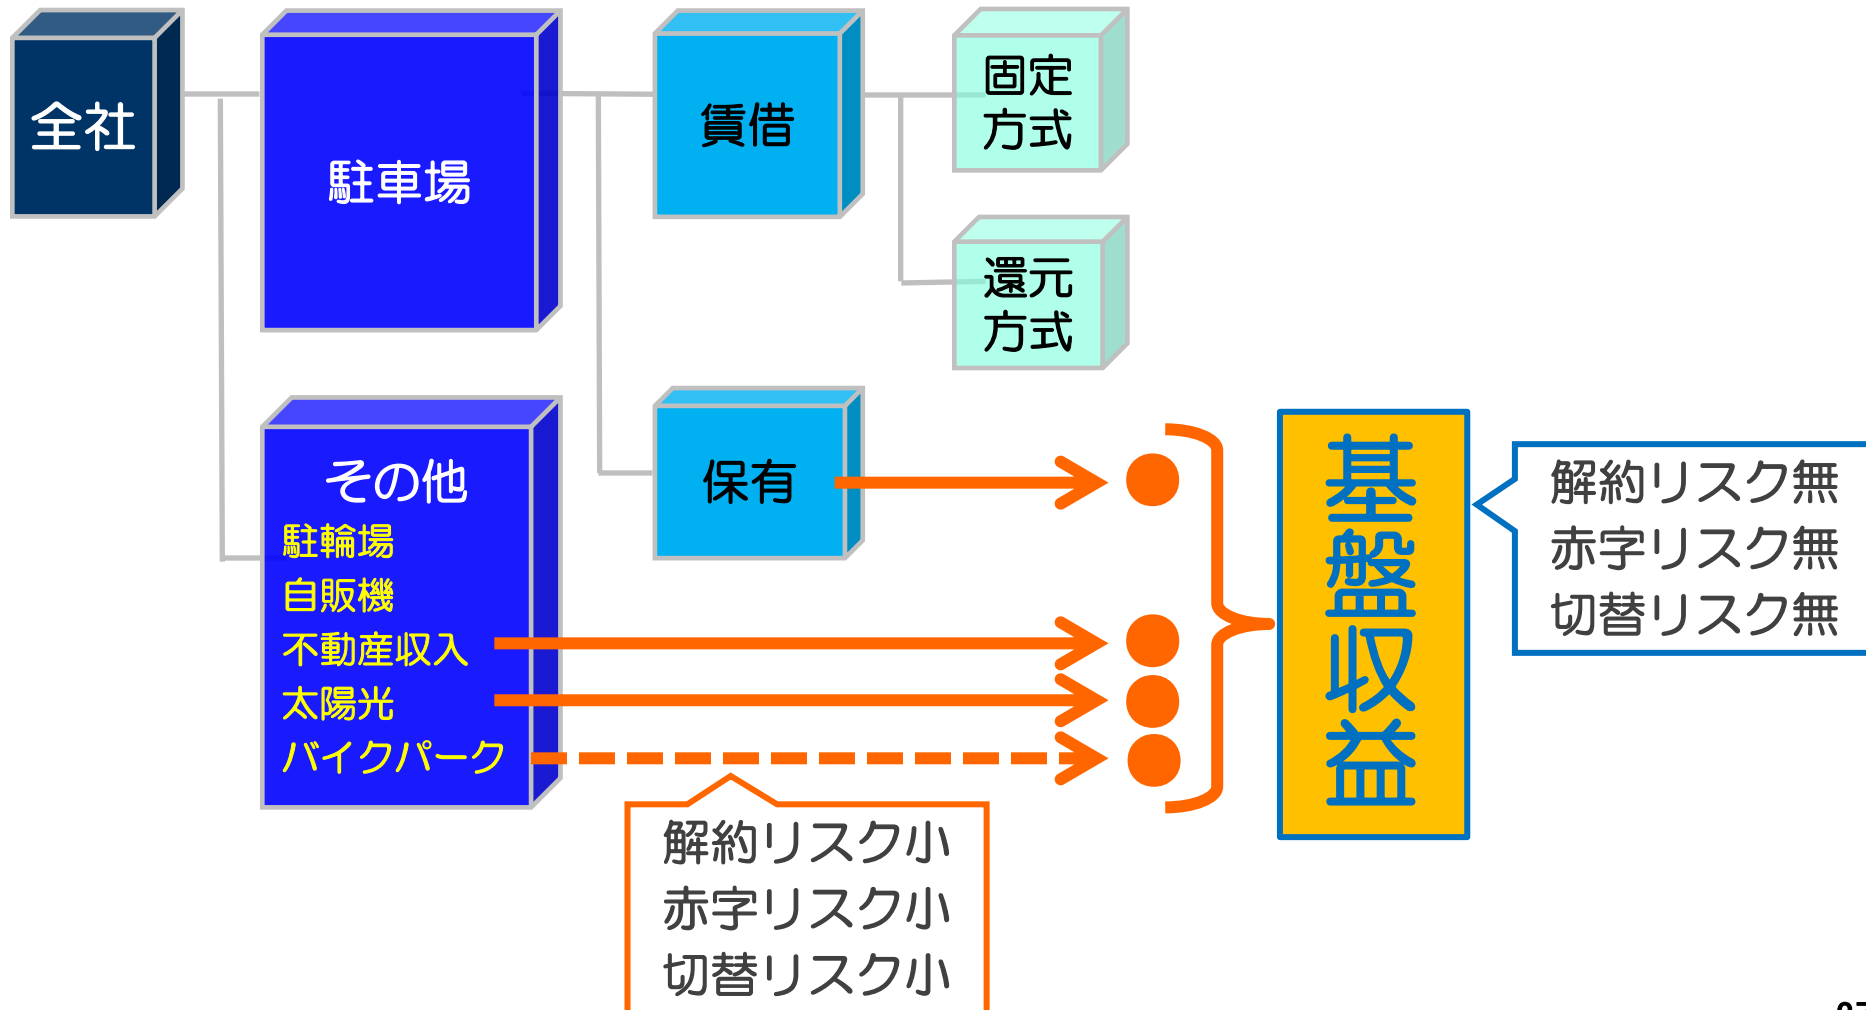 全社
駐車場
賃借
固定
方式
還元
方式
その他
駐輪場
自販機
不動産収入
太陽光
バイクパーク
保有
基盤収益
解約リスク無
赤字リスク無
切替リスク無
解約リスク小
赤字リスク小
切替リスク小